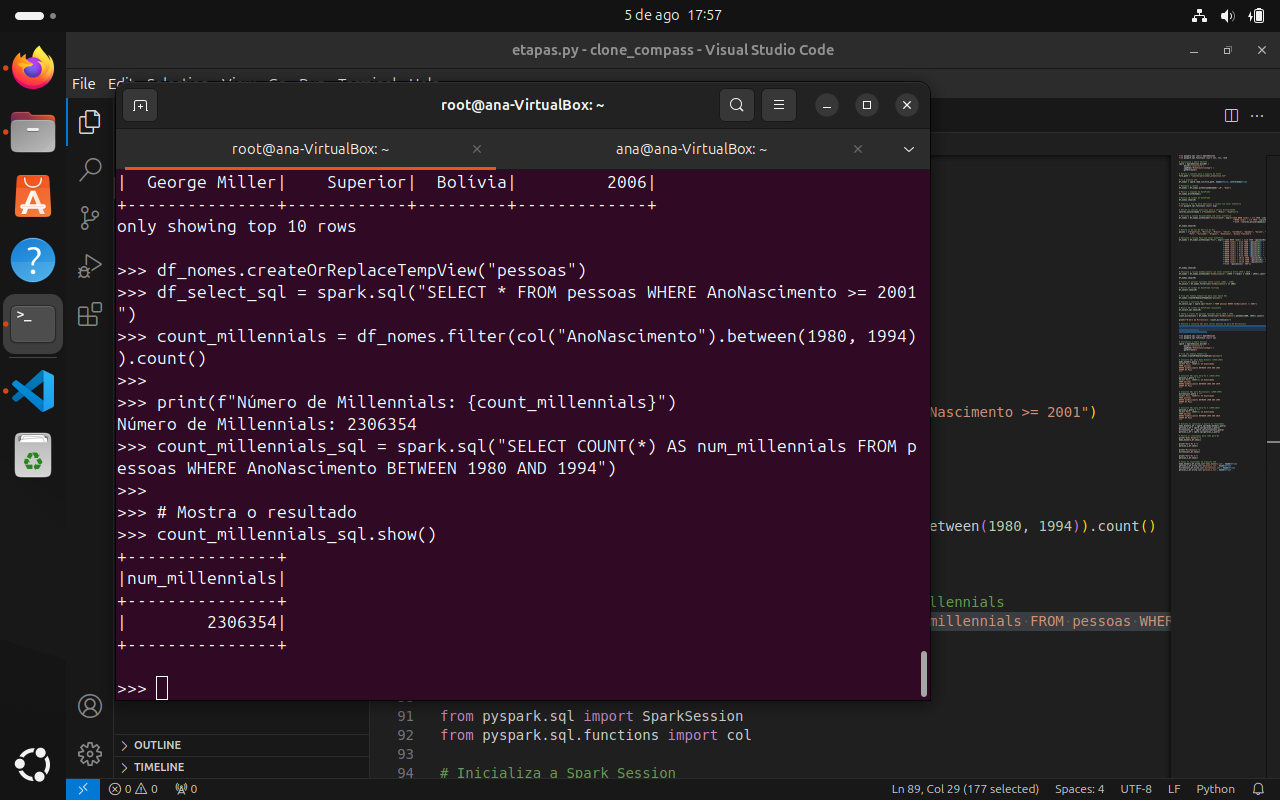 5 de ago 17:57
etapas.py - clone_compass - Visual Studio Code
File
root@ana-VirtualBox: ~
root@ana-VirtualBox: ~
ana@ana-VirtualBox: ~
| George Miller| Superior| Bolívia| 2006|
+---------------+------------+--------+-------------+
only showing top 10 rows
>>> df_nomes.createOrReplaceTempView("pessoas")
>>> df_select_sql = spark.sql("SELECT * FROM pessoas WHERE AnoNascimento >= 2001
")
>>> count_millennials = df_nomes.filter(col("AnoNascimento").between(1980, 1994)
).count()
>>>
>>> print(f"Número de Millennials: {count_millennials}")
Número de Millennials: 2306354
>>> count_millennials_sql = spark.sql("SELECT COUNT(*) AS num_millennials FROM p
essoas WHERE AnoNascimento BETWEEN 1980 AND 1994")
>>>
>>> # Mostra o resultado
>>> count_millennials_sql.show()
+---------------+
|num_millennials|
+---------------+
| 2306354|
+---------------+
>>>
Nascimento >= 2001")
etween(1980, 1994)).count()
llennials
millennials FROM pessoas WHER
91 from pyspark.sql import SparkSession
92 from pyspark.sql.functions import col
93
94 # Inicializa a Spark Session
OUTLINE
TIMELINE
0 0 0
Ln 89, Col 29 (177 selected) Spaces: 4 UTF-8 LF Python